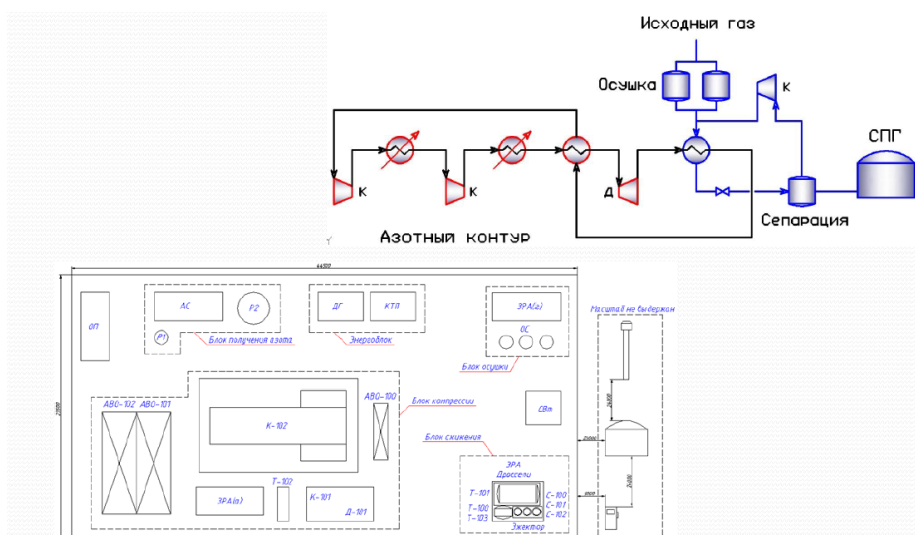 Исходный газ
Осушка
К
СПГ
К
К
Д
Сепарация
Азотный контур
44500
Масштаб не выдержан
ОП
АС
Р2
Р1
Блок получения азота
ДГ
КТП
Энергоблок
ЗРА(г)
ОС
Блок осушки
АВО-102
АВО-101
К-102
АВО-100
Блок компрессии
Блок сжижения
ЗРА(а)
Т-102
К-101
Д-101
ЗРА
Дроссели
Т-101
Т-100
Т-103
С-100
С-101
С-102
Эжектор